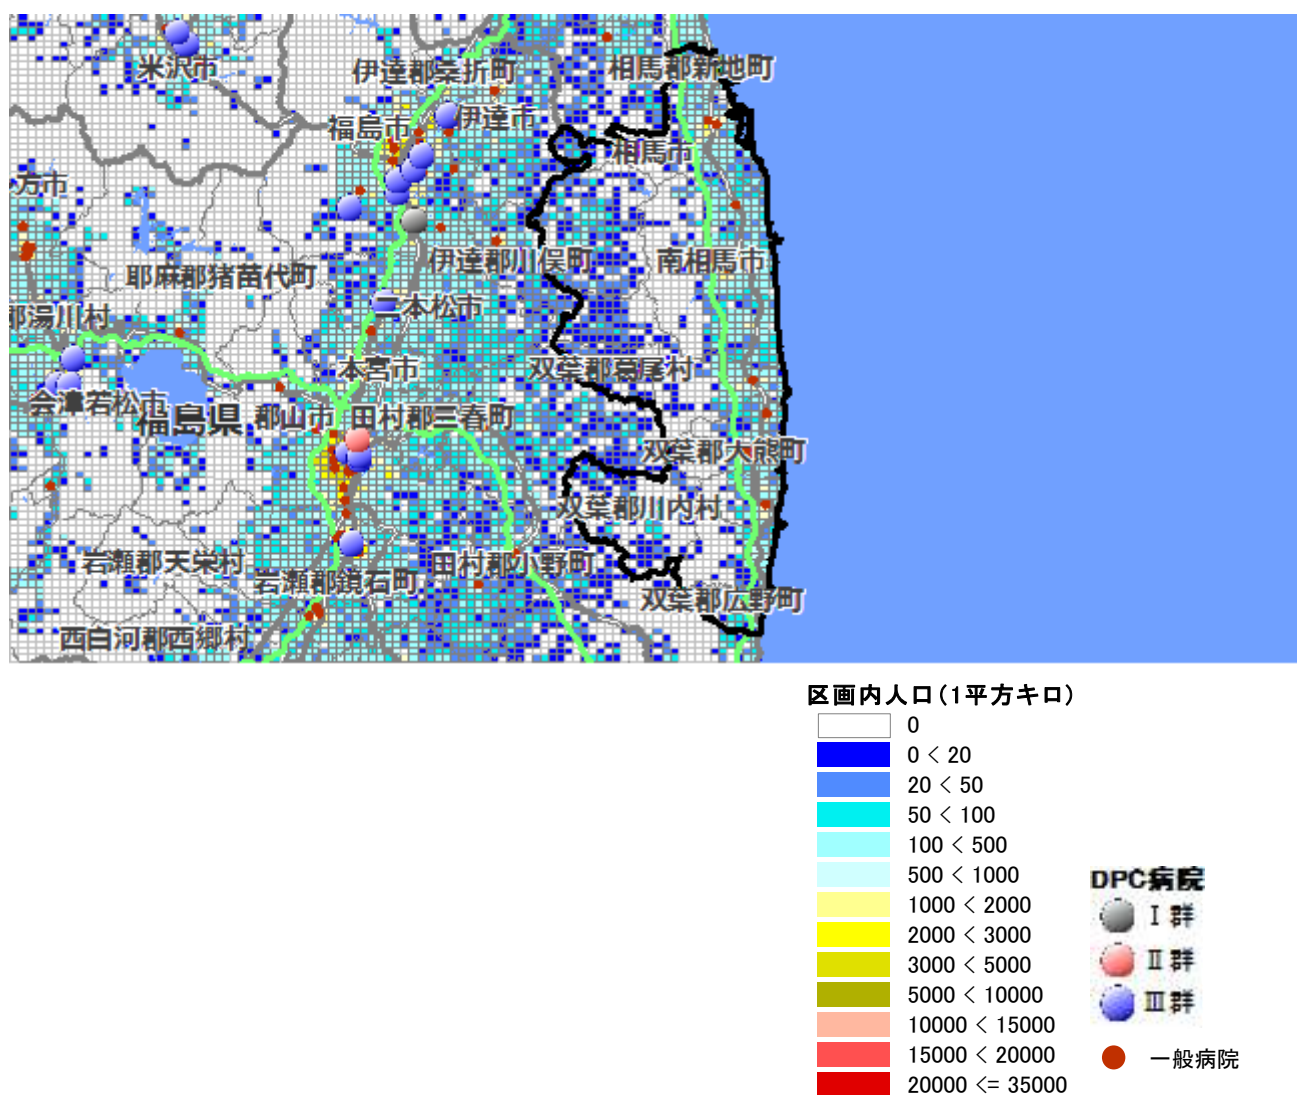 米沢市
伊達郡桑折町
相馬郡新地町
伊達市
福島市
相馬市
方市
伊達郡川俣町
南相馬市
耶麻郡猪苗代町
二本松市
郡湯川村
本宮市
双葉郡葛尾村
会津若松市
福島県
郡山市
田村郡三春町
双葉郡大熊町
双葉郡川内村
岩瀬郡天栄村
田村郡小野町
岩瀬郡鏡石町
双葉郡広野町
西白河郡西郷村
区画内人口(1平方キロ)
0
0 < 20
20 < 50
50 < 100
100 < 500
500 < 1000
1000 < 2000
2000 < 3000
3000 < 5000
5000 < 10000
10000 < 15000
15000 < 20000
20000 <= 35000
DPC病院
Ⅰ群
Ⅱ群
Ⅲ群
一般病院